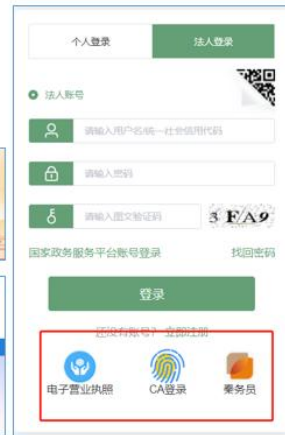 个人登录
法人登录
法人账号
请输入用户名/统一社会信用代码
请输入密码
请输入图文验证码
3 FA9
国家政务服务平台账号登录
找回密码
登录
还没有账号？ 立即注册
电子营业执照
CA登录
秦务员